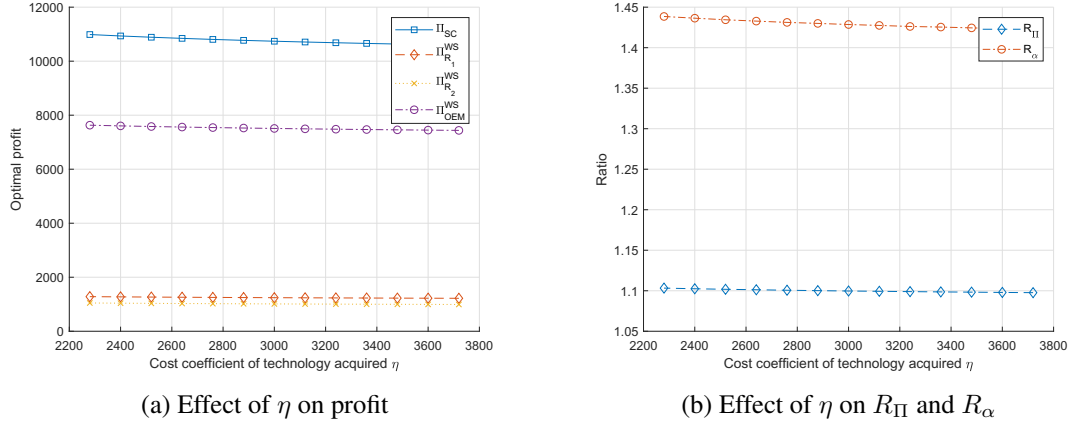 12000
10000
8000
6000
4000
2000
0
Optimal profit
2200 2400 2600 2800 3000 3200 3400 3600 3800
Cost coefficient of technology acquired η
Π_SC
Π^WS_R_1
Π^WS_R_2
Π^WS_OEM
(a) Effect of η on profit
1.45
1.4
1.35
1.3
1.25
1.2
1.15
1.1
1.05
Ratio
2200 2400 2600 2800 3000 3200 3400 3600 3800
Cost coefficient of technology acquired η
R_Π
R_α
(b) Effect of η on R_Π and R_α